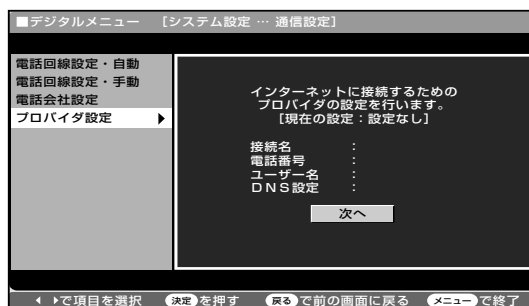 ■デジタルメニュー [システム設定 … 通信設定]
電話回線設定・自動
電話回線設定・手動
電話会社設定
プロバイダ設定
インターネットに接続するための
プロバイダの設定を行います。
[現在の設定：設定なし]
接続名 ：
電話番号 ：
ユーザー名 ：
ＤＮＳ設定 ：
次へ
で項目を選択 決定を押す 戻るで前の画面に戻る メニューで終了